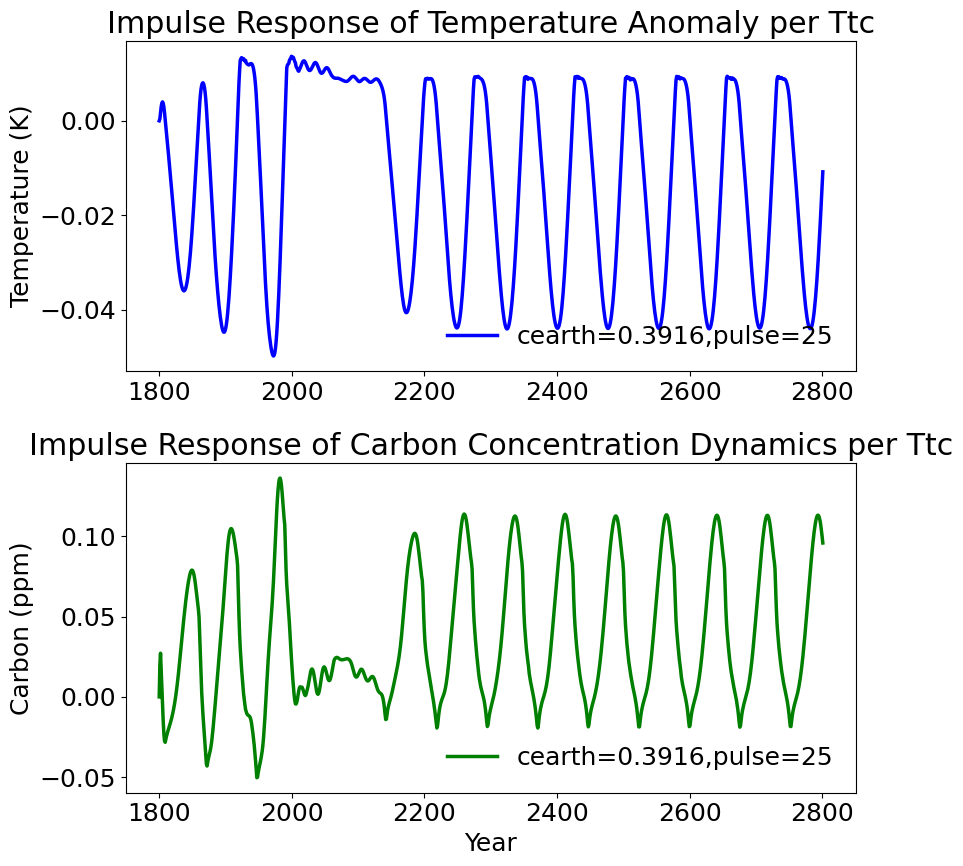 Impulse Response of Temperature Anomaly per Ttc
Temperature (K)
0.00
−0.02
−0.04
cearth=0.3916,pulse=25
1800 2000 2200 2400 2600 2800
Impulse Response of Carbon Concentration Dynamics per Ttc
Carbon (ppm)
0.10
0.05
0.00
−0.05
cearth=0.3916,pulse=25
1800 2000 2200 2400 2600 2800
Year